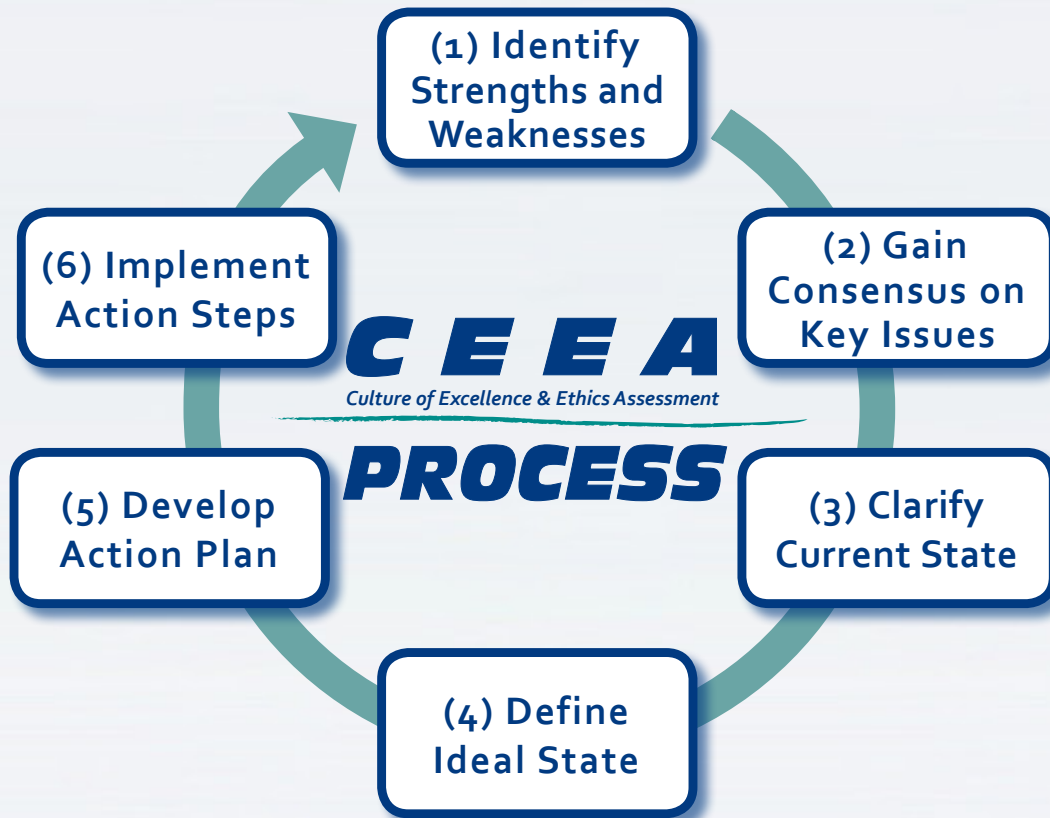 (1) Identify
Strengths and
Weaknesses
(2) Gain
Consensus on
Key Issues
(3) Clarify
Current State
(4) Define
Ideal State
(5) Develop
Action Plan
(6) Implement
Action Steps
CEEA
Culture of Excellence & Ethics Assessment
PROCESS